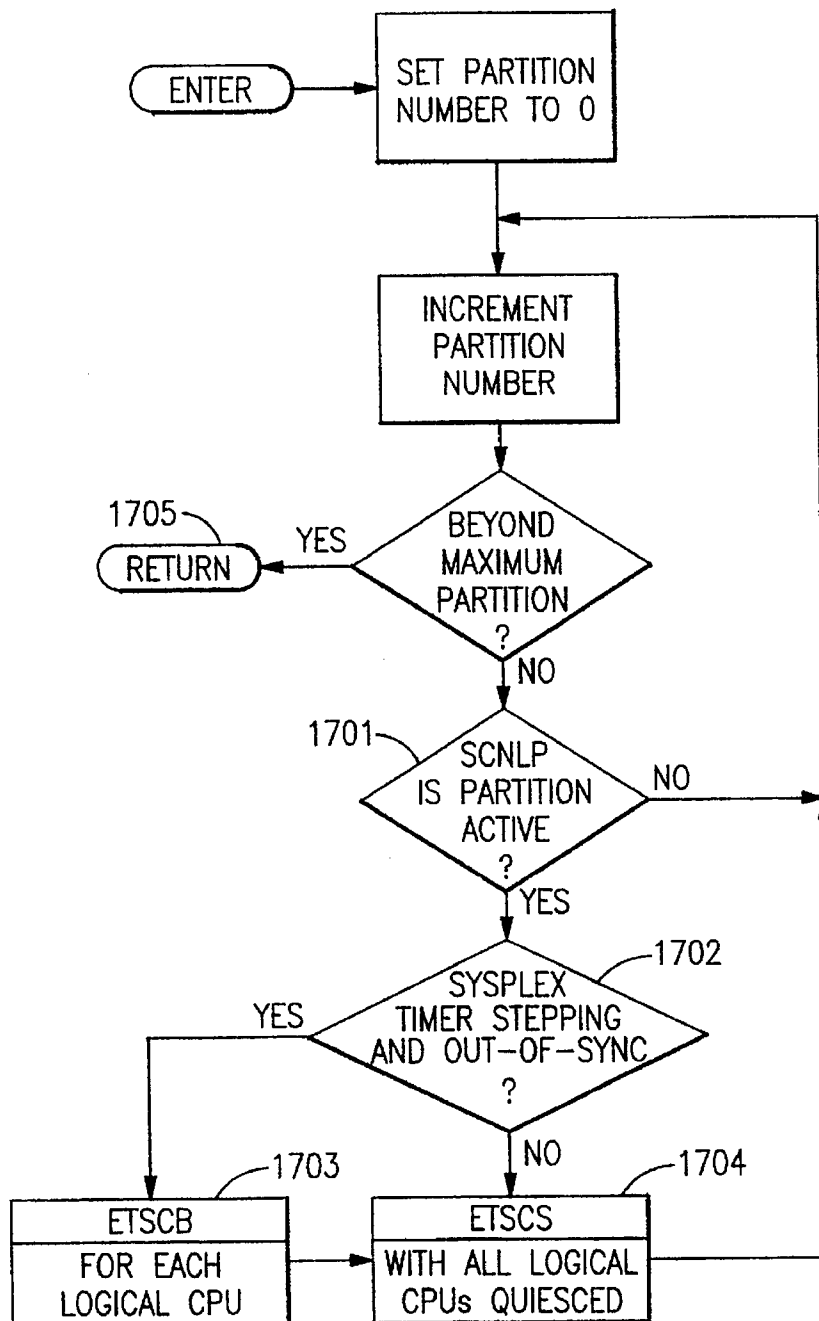 ENTER
SET PARTITION
NUMBER TO 0
INCREMENT
PARTITION
NUMBER
1705
RETURN
YES
BEYOND
MAXIMUM
PARTITION
?
NO
1701
SCNLP
IS PARTITION
ACTIVE
?
NO
YES
1702
SYSPLEX
TIMER STEPPING
AND OUT-OF-SYNC
?
YES
NO
1703
ETSCB
FOR EACH
LOGICAL CPU
1704
ETSCS
WITH ALL LOGICAL
CPUs QUIESCED